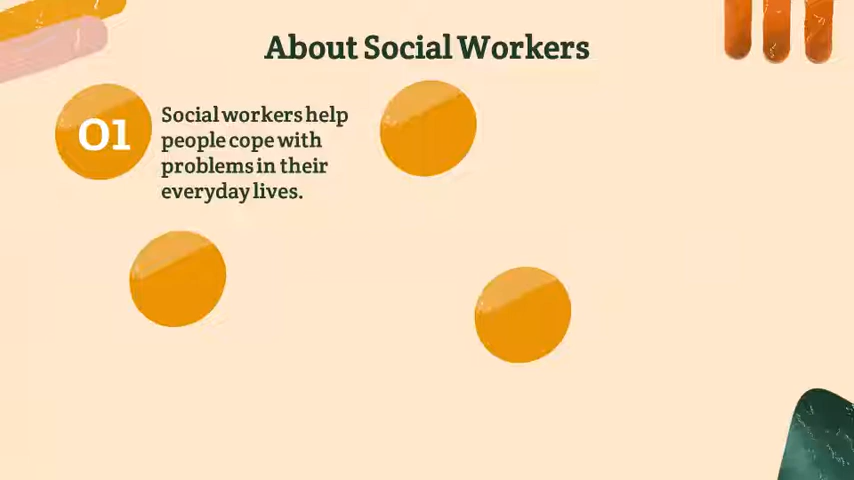 About Social Workers
01
Social workers help
people cope with
problems in their
everyday lives.